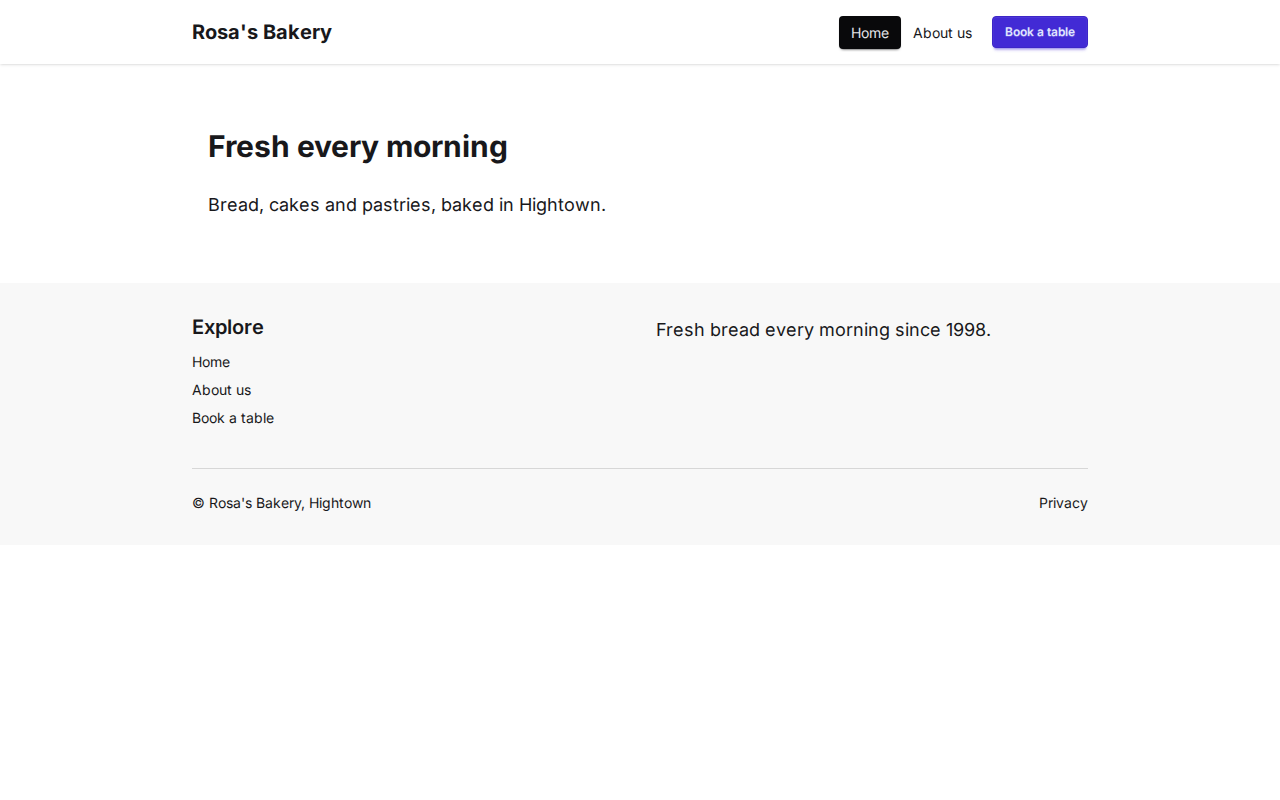 Rosa's Bakery
Home
About us
Book a table
Fresh every morning
Bread, cakes and pastries, baked in Hightown.
Explore
Home
About us
Book a table
Fresh bread every morning since 1998.
© Rosa's Bakery, Hightown
Privacy